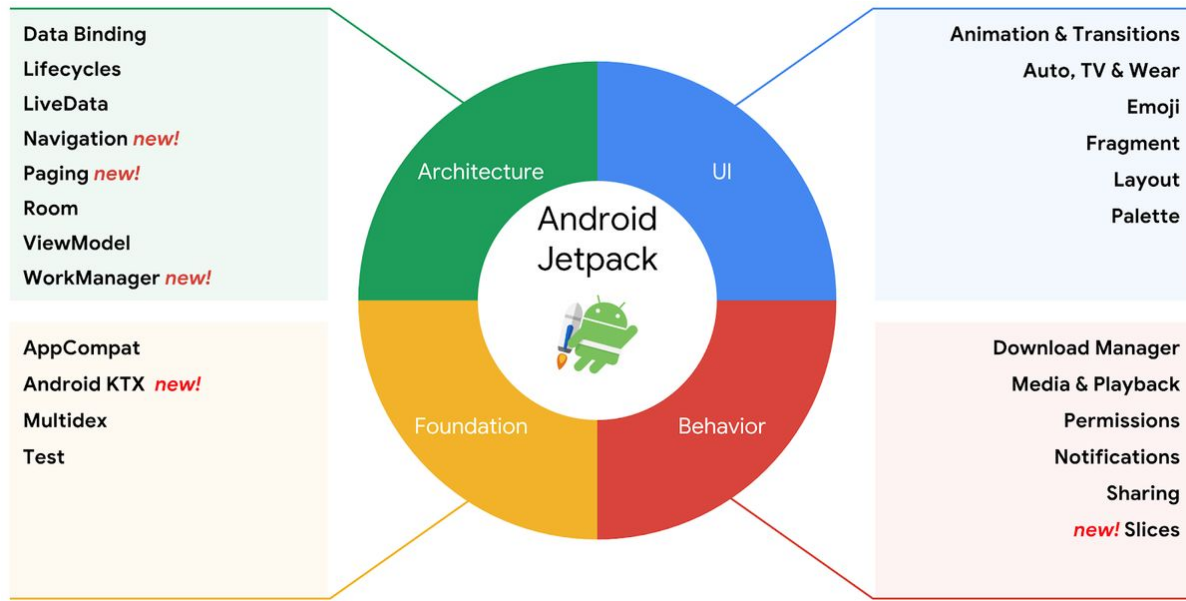 Data Binding
Lifecycles
LiveData
Navigation new!
Paging new!
Room
ViewModel
WorkManager new!
AppCompat
Android KTX new!
Multidex
Test
Architecture
UI
Android
Jetpack
Foundation
Behavior
Animation & Transitions
Auto, TV & Wear
Emoji
Fragment
Layout
Palette
Download Manager
Media & Playback
Permissions
Notifications
Sharing
new! Slices